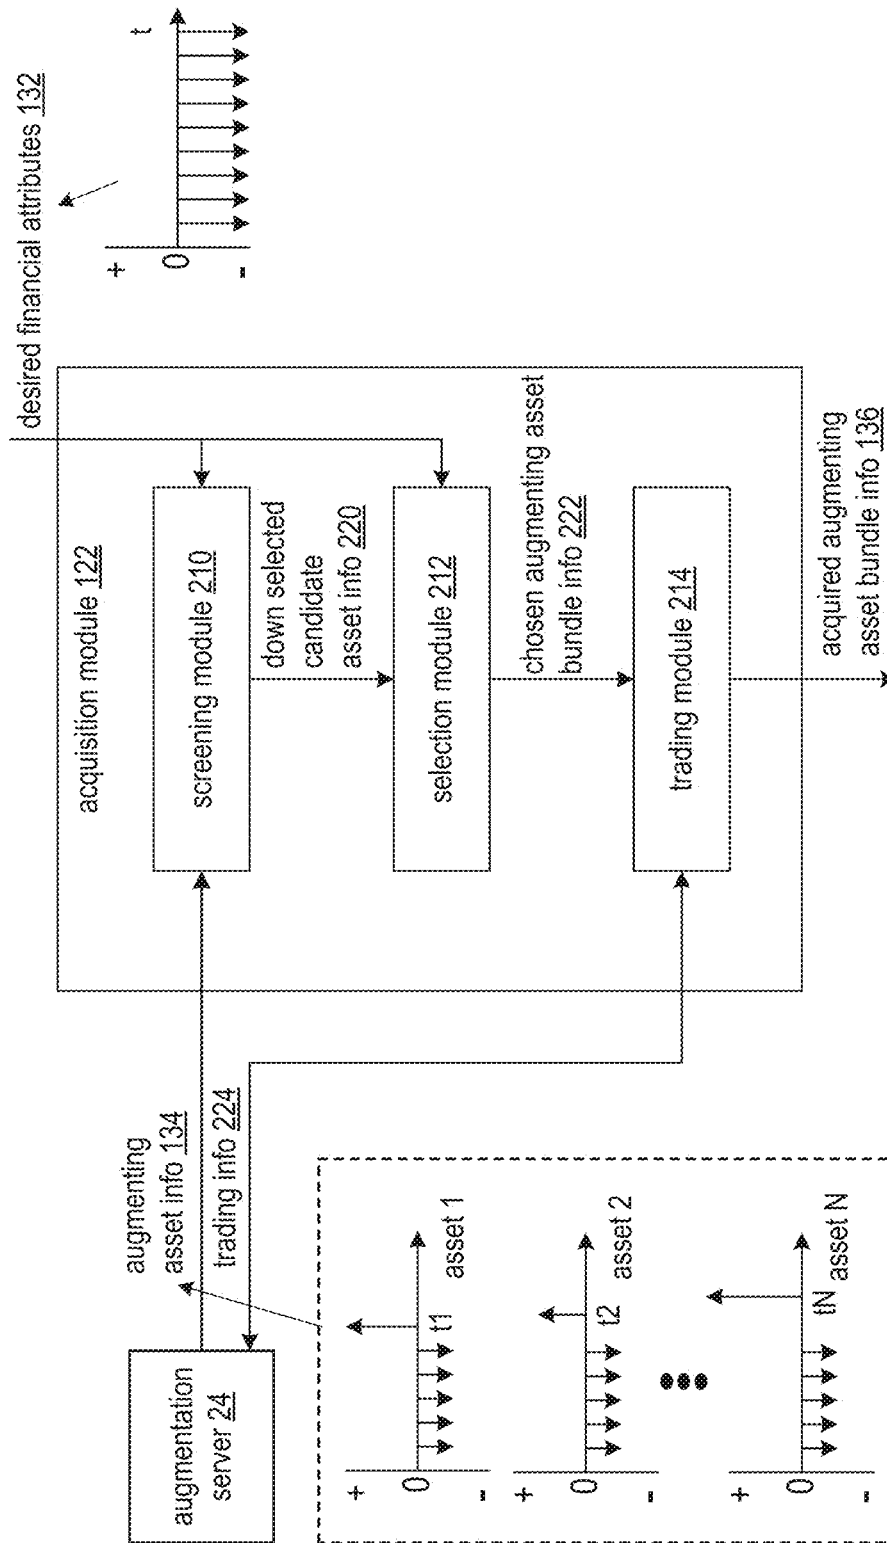 augmentation
server 24
augmenting
asset info 134
trading info 224
acquisition module 122
screening module 210
down selected
candidate
asset info 220
selection module 212
chosen augmenting asset
bundle info 222
trading module 214
acquired augmenting
asset bundle info 136
desired financial attributes 132
+
0
-
t
+
0
-
t1
asset 1
+
0
-
t2
asset 2
+
0
-
tN
asset N